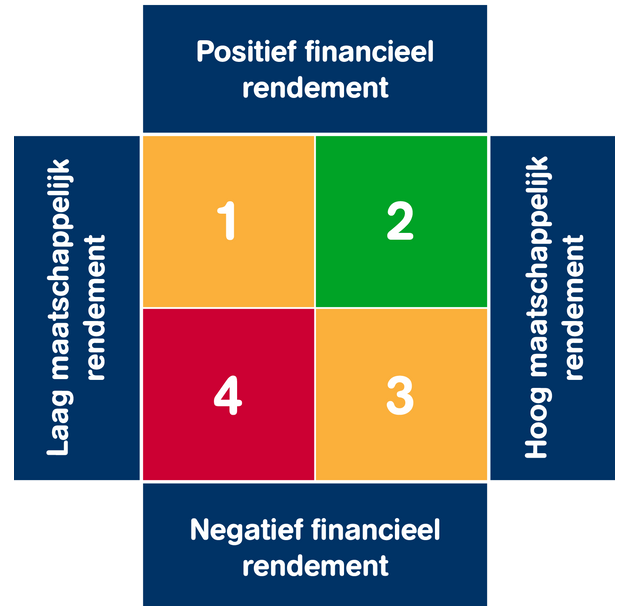 Positief financieel
rendement
Laag maatschappelijk
rendement
1
2
4
3
Hoog maatschappelijk
rendement
Negatief financieel
rendement